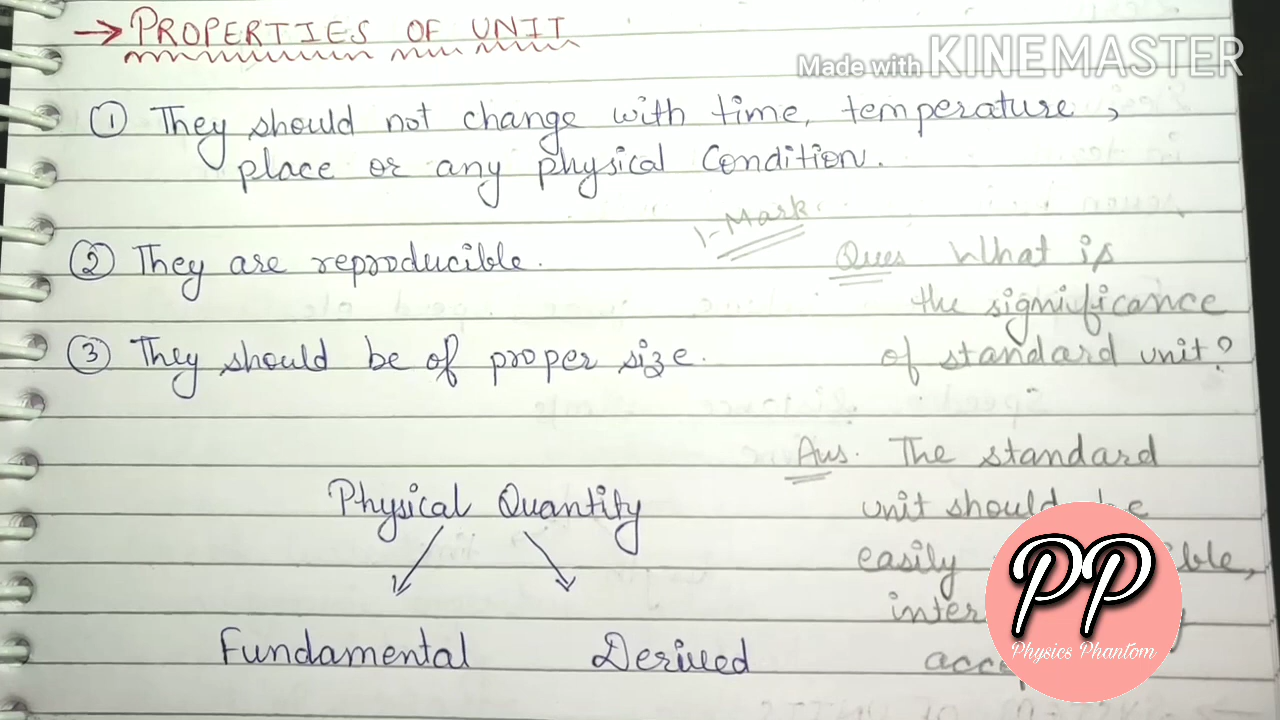 → PROPERTIES OF UNIT
Made with KINEMASTER
① They should not change with time, temperature,
place or any physical Condition.
1-Mark.
② They are reproducible.
③ They should be of proper size.
Ques What is
the significance
of standard unit?
Ans. The standard
unit should
easily
Physical Quantity
Fundamental Derived
PP
Physics Phantom